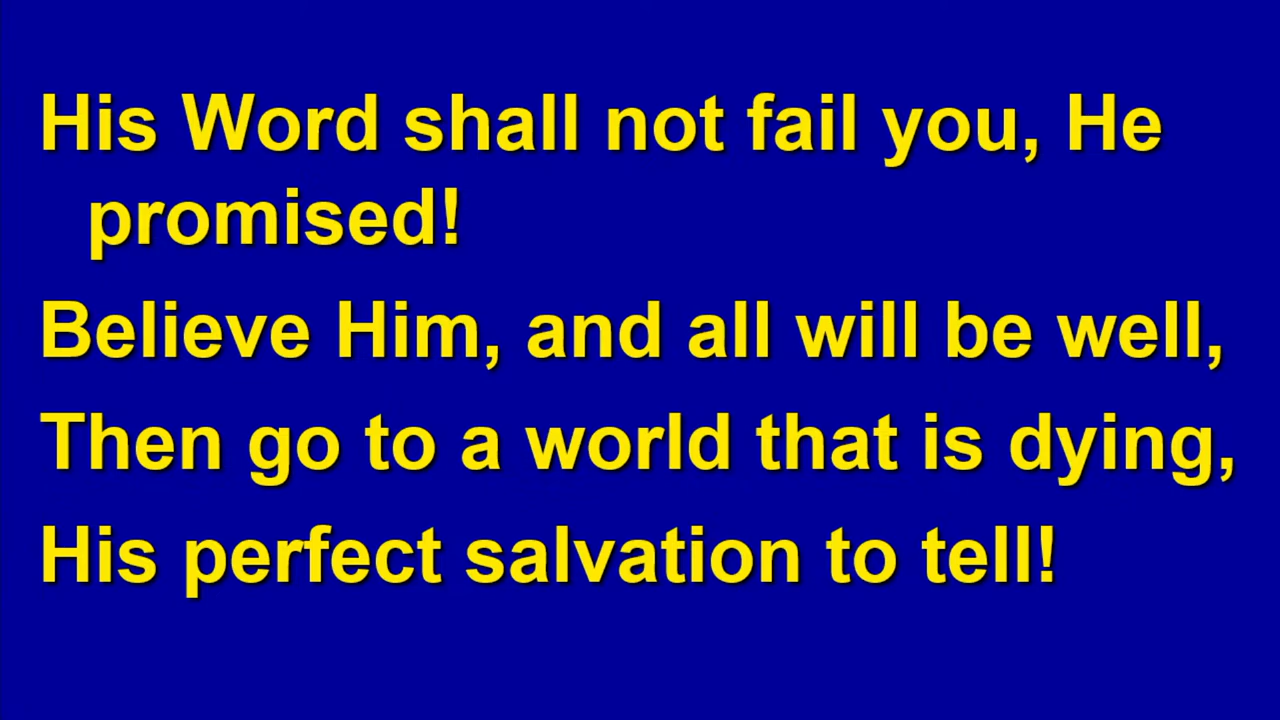 His Word shall not fail you, He
promised!
Believe Him, and all will be well,
Then go to a world that is dying,
His perfect salvation to tell!